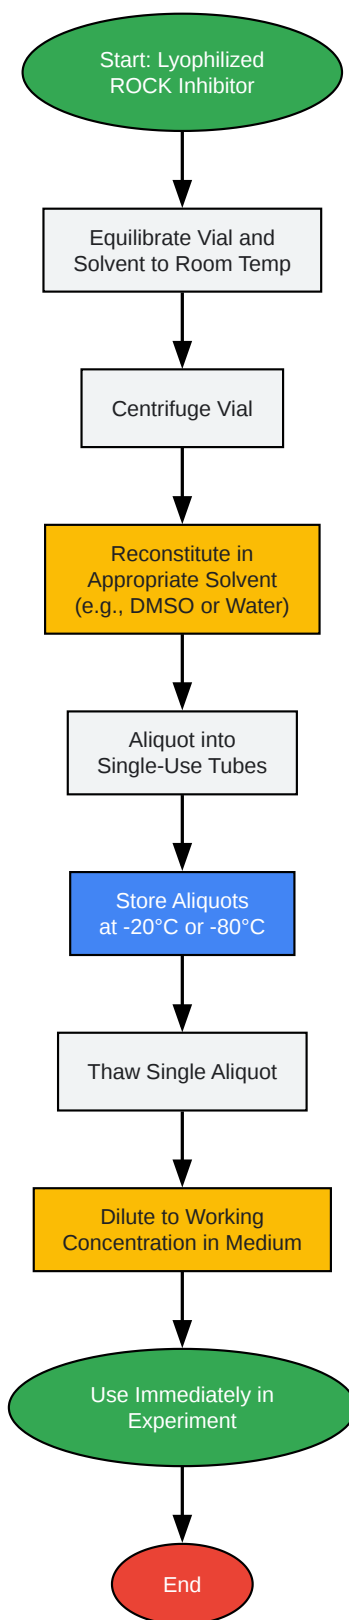 Start: Lyophilized
ROCK Inhibitor
Equilibrate Vial and
Solvent to Room Temp
Centrifuge Vial
Reconstitute in
Appropriate Solvent
(e.g., DMSO or Water)
Aliquot into
Single-Use Tubes
Store Aliquots
at -20°C or -80°C
Thaw Single Aliquot
Dilute to Working
Concentration in Medium
Use Immediately in
Experiment
End